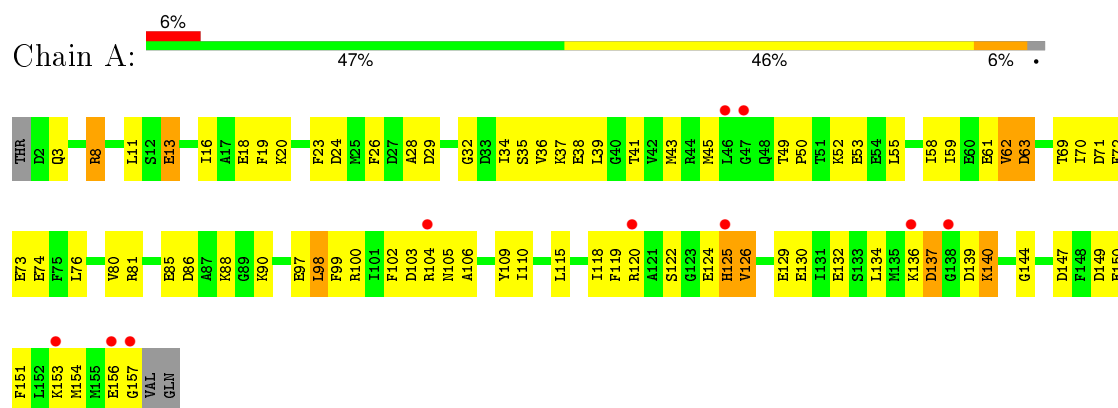 6%
Chain A:
47% 46% 6% •
THR D2 Q3 R8 L11 S12 E13 I16 A17 E18 F19 K20 F23 D24 M25 F26 D27 A28 D29 G32 D33 I34 S35 V36 K37 E38 L39 G40 T41 V42 M43 R44 M45 L46 G47 Q48 T49 P50 T51 K52 E53 E54 L55 I58 I59 E60 E61 V62 D63 T69 I70 D71 F72
E73 E74 F75 L76 V80 R81 E85 D86 A87 K88 G89 K90 E97 L98 F99 R100 I101 F102 D103 R104 N105 A106 Y109 I110 L115 I118 F119 R120 A121 S122 G123 E124 H125 V126 E129 E130 I131 E132 S133 L134 M135 K136 D137 G138 D139 K140 G144 D147 F148 D149 E150
F151 L152 K153 M154 M155 E156 G157 VAL GLN